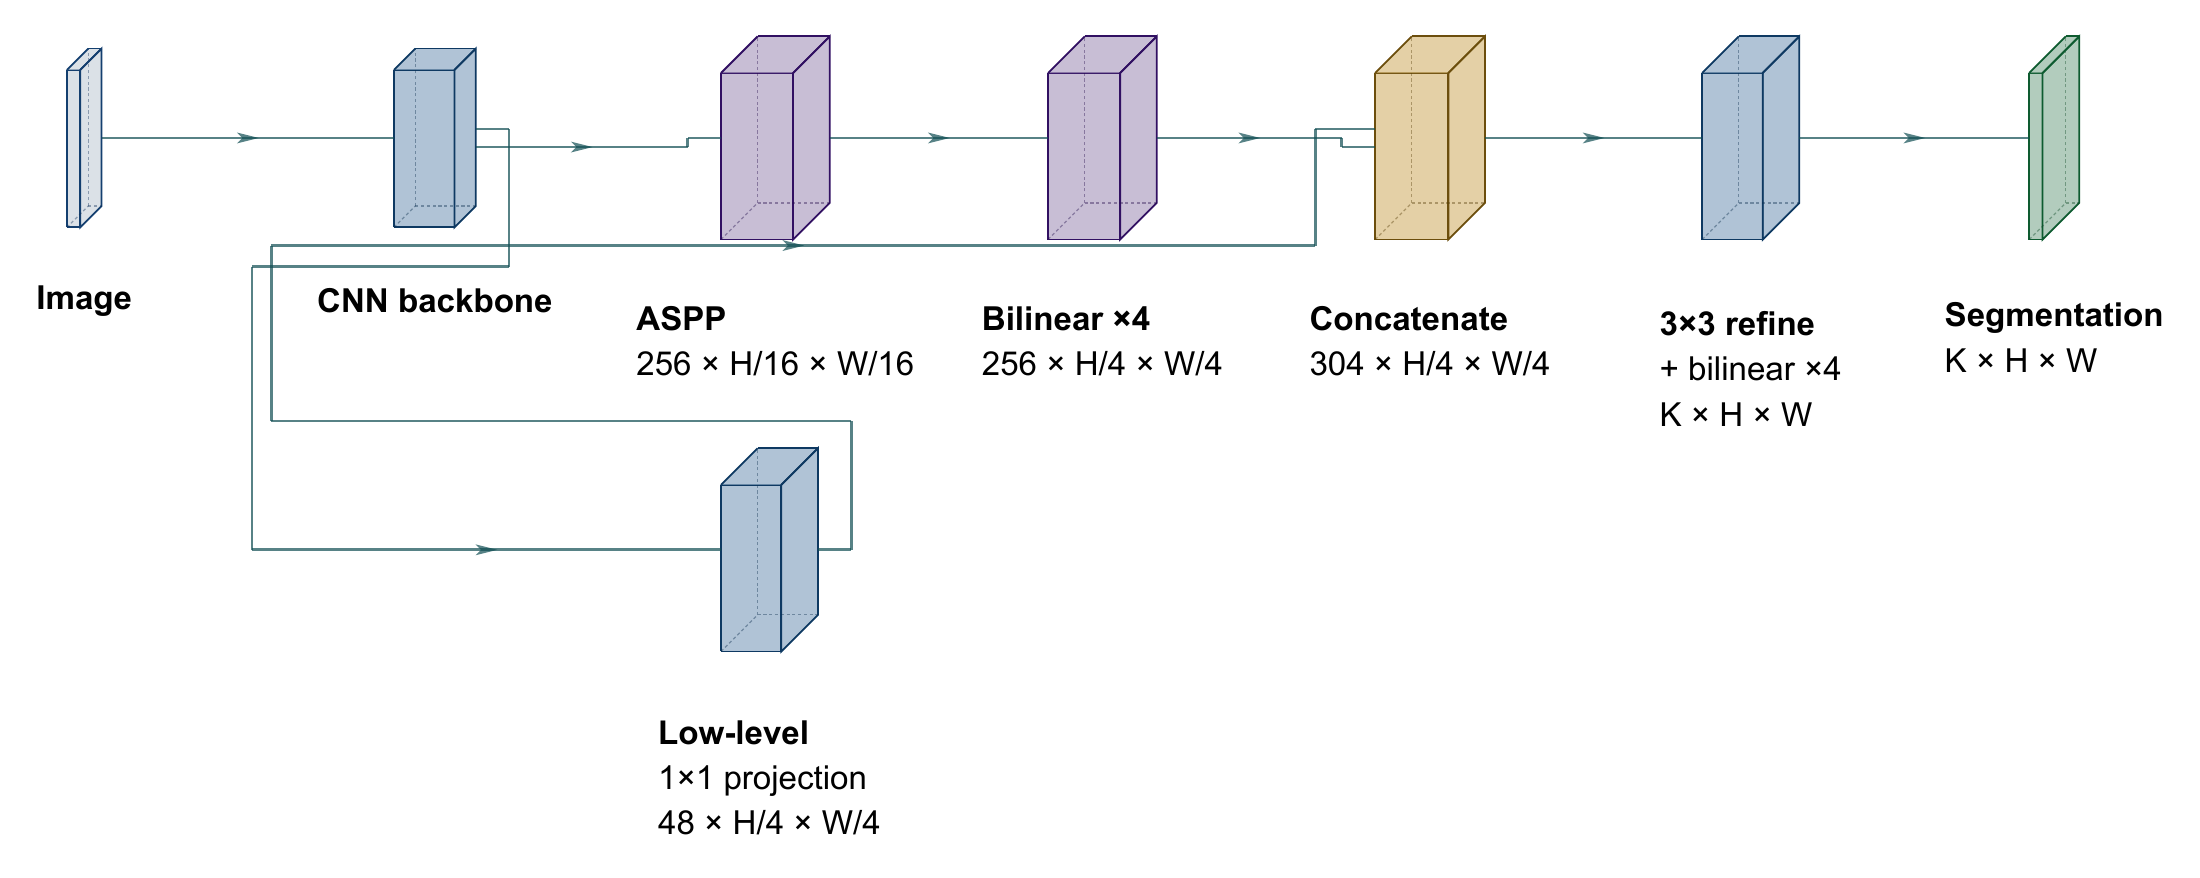 Image
CNN backbone
ASPP
256 × H/16 × W/16
Bilinear ×4
256 × H/4 × W/4
Concatenate
304 × H/4 × W/4
3×3 refine
+ bilinear ×4
K × H × W
Segmentation
K × H × W
Low-level
1×1 projection
48 × H/4 × W/4